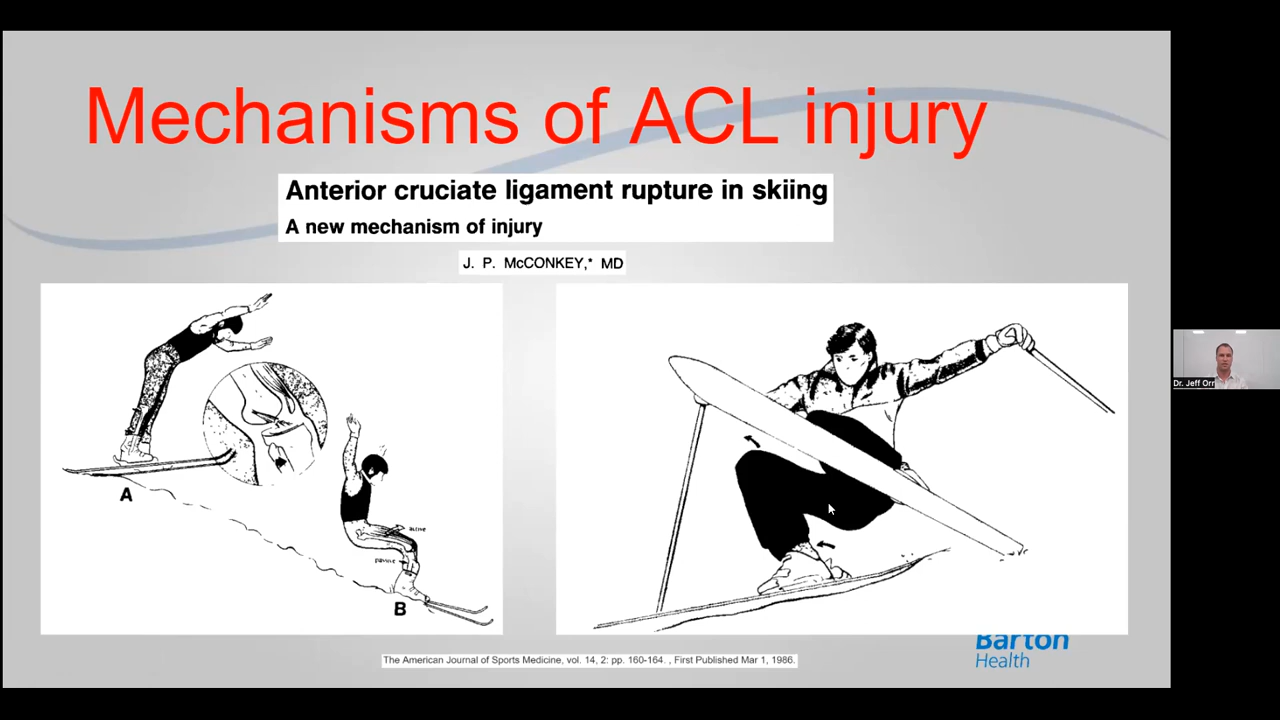 Mechanisms of ACL injury
Anterior cruciate ligament rupture in skiing
A new mechanism of injury
J. P. McCONKEY,* MD
A
active
passive
B
The American Journal of Sports Medicine, vol. 14, 2: pp. 160-164. , First Published Mar 1, 1986.
Barton
Health
Dr. Jeff Orr